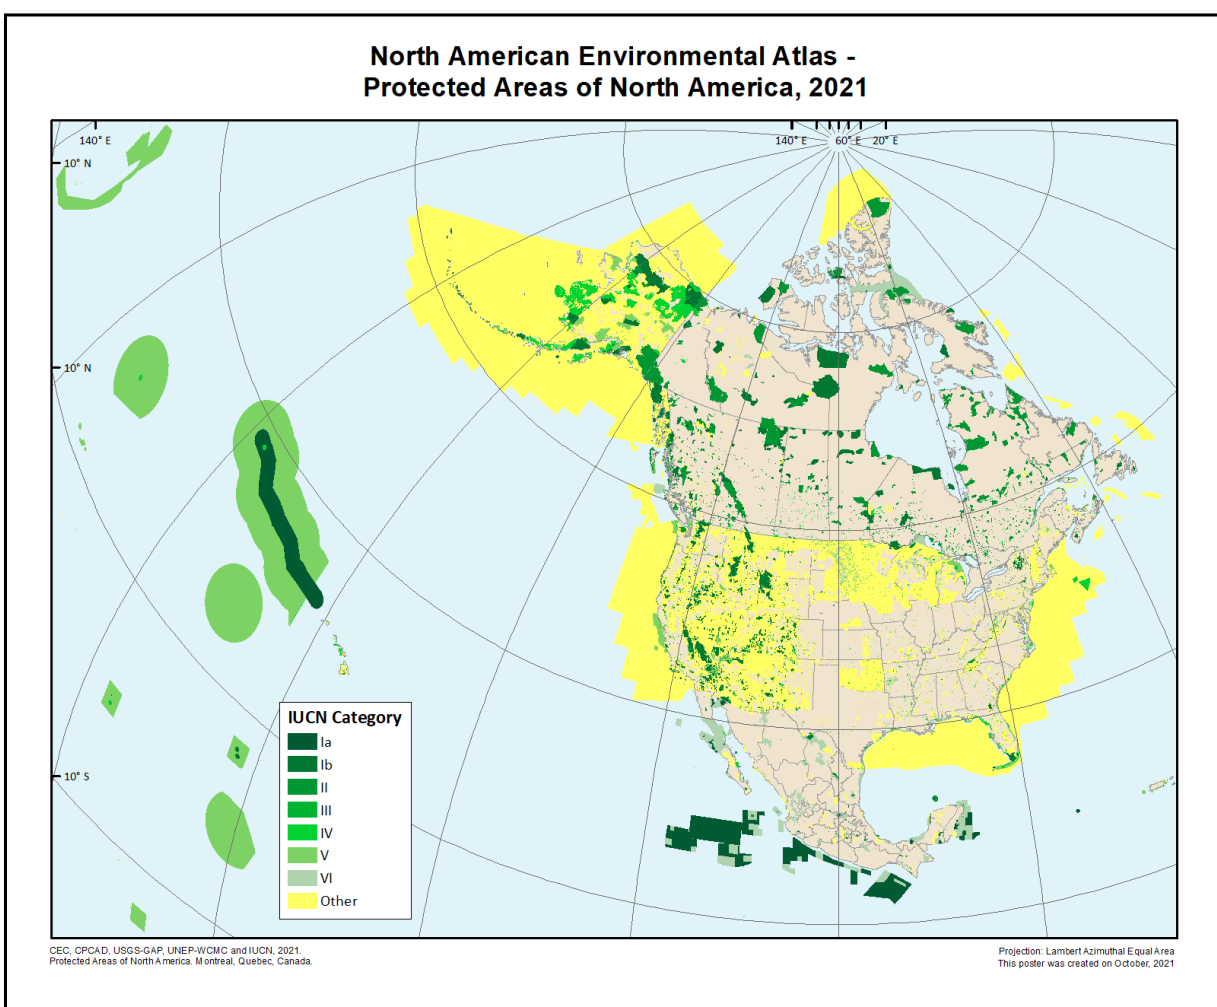 North American Environmental Atlas -
Protected Areas of North America, 2021
140° E
140° E
60° E
20° E
10° N
10° N
10° S
IUCN Category
Ia
Ib
II
III
IV
V
VI
Other
CEC, CPCAD, USGS-GAP, UNEP-WCMC and IUCN, 2021.
Protected Areas of North America. Montreal, Quebec, Canada.
Projection: Lambert Azimuthal Equal Area
This poster was created on October, 2021